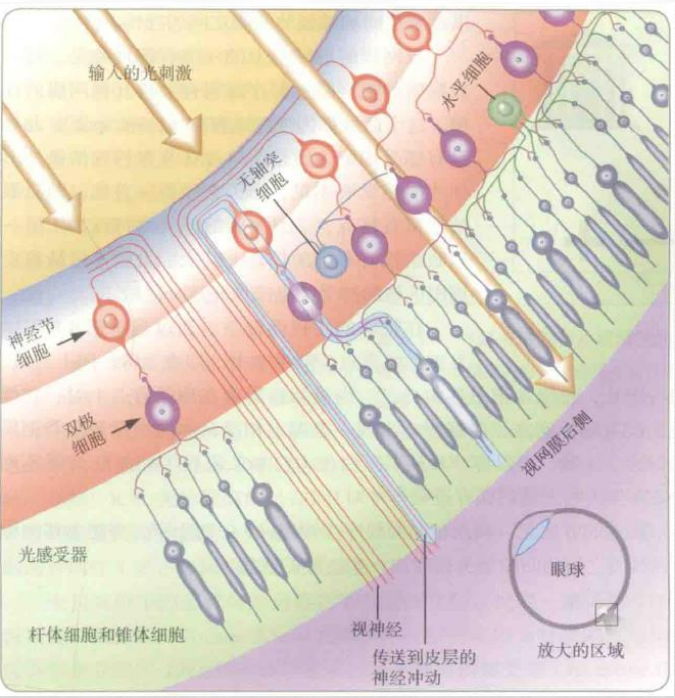 输入的光刺激
水平细胞
无轴突
细胞
神经节
细胞
双极
细胞
视网膜后侧
光感受器
眼球
杆体细胞和锥体细胞
视神经
放大的区域
传送到皮层的
神经冲动